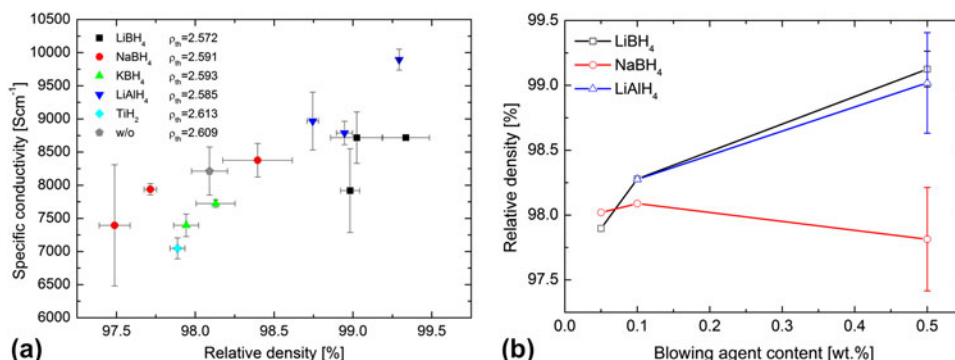 10500
10000
9500
9000
8500
8000
7500
7000
6500
6000
Specific conductivity [Scm⁻¹]
LiBH₄ ρth=2.572
NaBH₄ ρth=2.591
KBH₄ ρth=2.593
LiAlH₄ ρth=2.585
TiH₂ ρth=2.613
w/o ρth=2.609
97.5 98.0 98.5 99.0 99.5
Relative density [%]
(a)
99.5
99.0
98.5
98.0
97.5
Relative density [%]
LiBH₄
NaBH₄
LiAlH₄
0.0 0.1 0.2 0.3 0.4 0.5
Blowing agent content [wt.%]
(b)